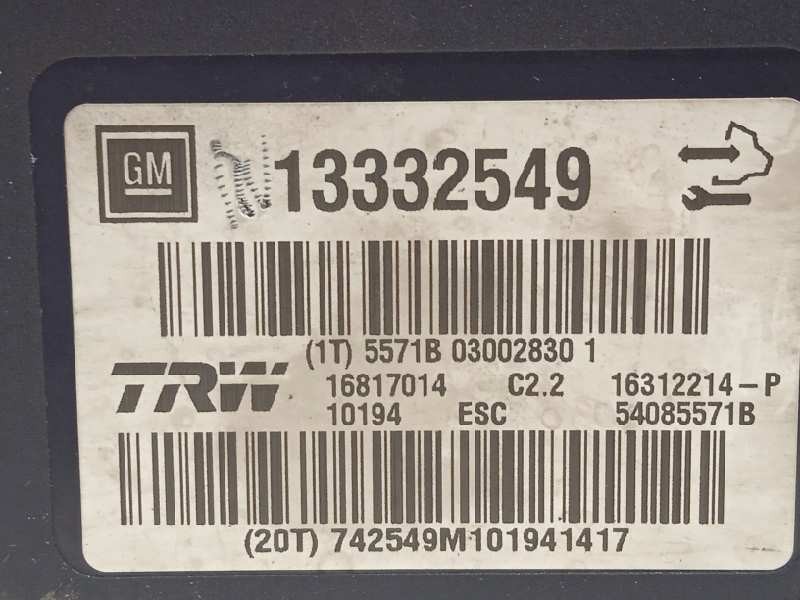 GM N 13332549
(1T) 5571B 03002830 1
TRW 16817014 C2.2 16312214-P
10194 ESC 54085571B
(20T) 742549M101941417